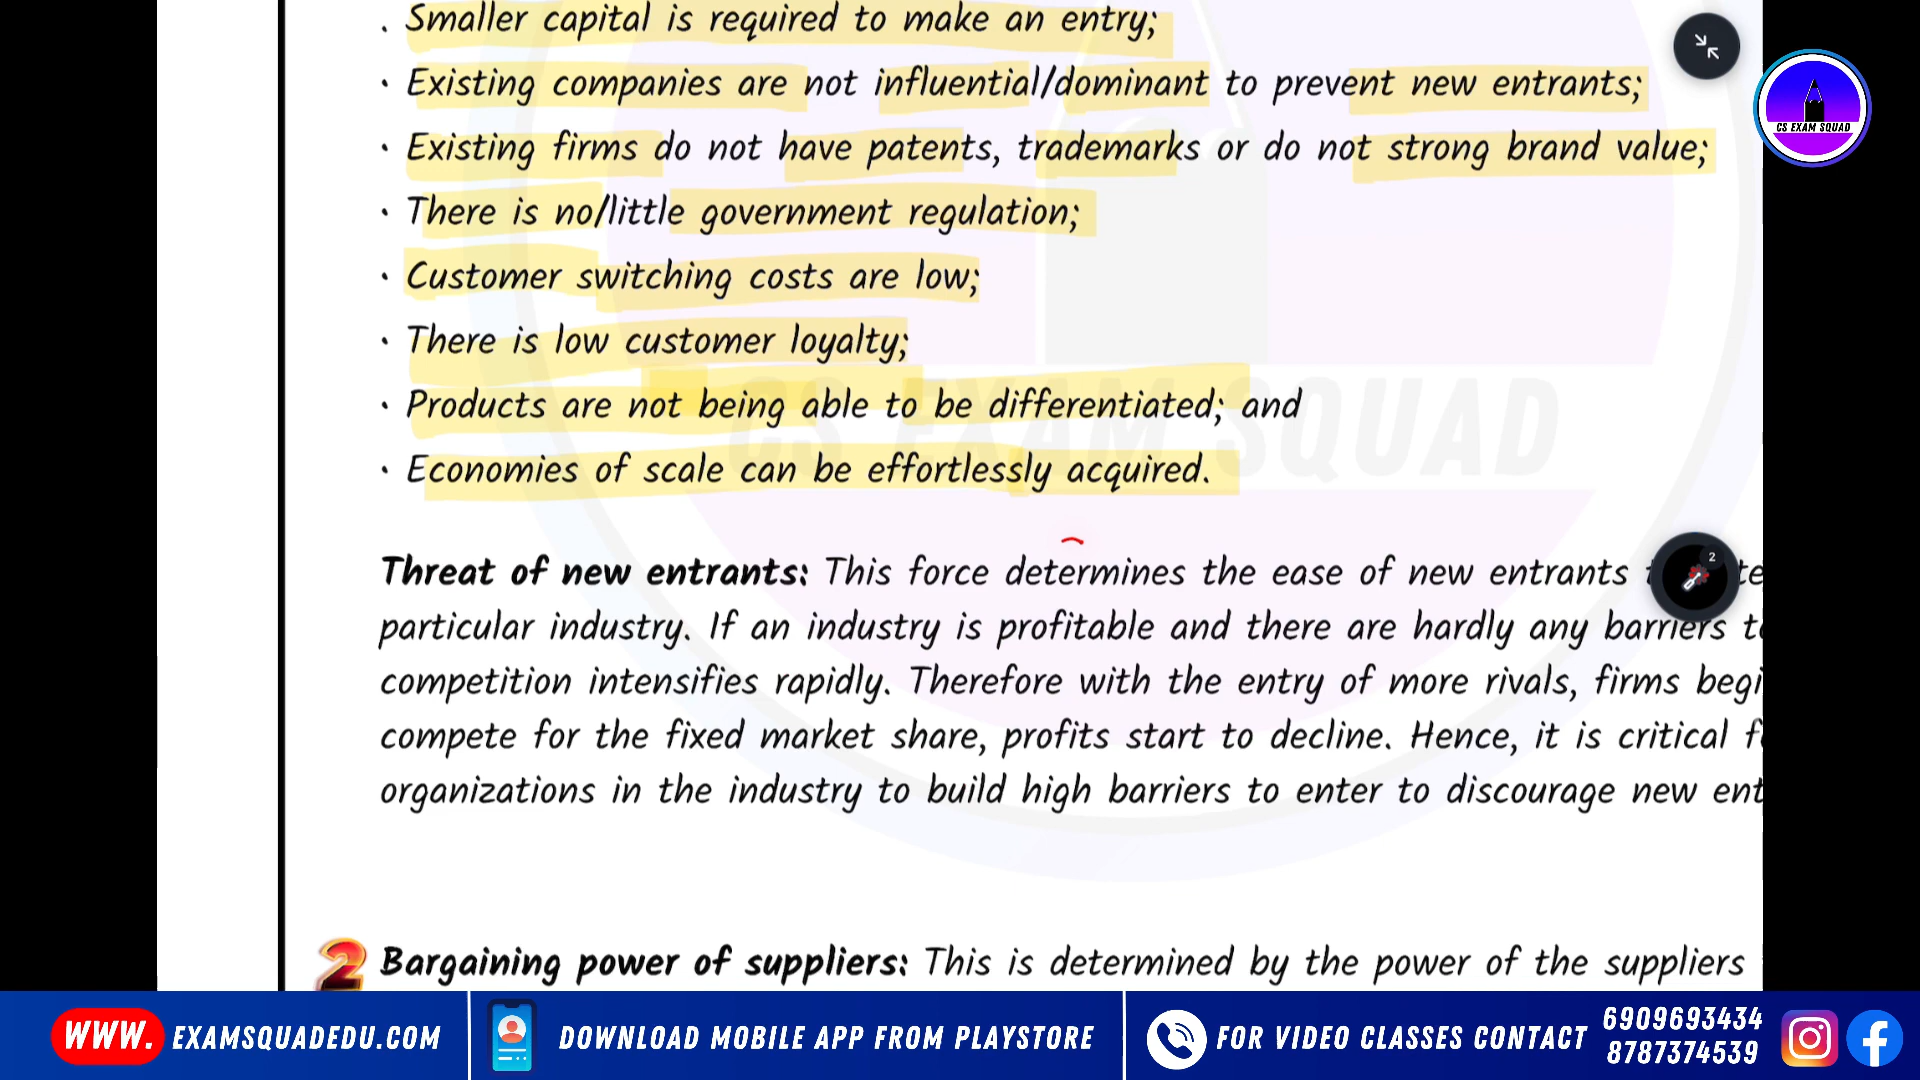 . Smaller capital is required to make an entry;
· Existing companies are not influential/dominant to prevent new entrants;
· Existing firms do not have patents, trademarks or do not strong brand value;
· There is no/little government regulation;
· Customer switching costs are low;
· There is low customer loyalty;
· Products are not being able to be differentiated; and
· Economies of scale can be effortlessly acquired.
CS EXAM SQUAD
CS EXAM SQUAD
Threat of new entrants: This force determines the ease of new entrants
2
particular industry. If an industry is profitable and there are hardly any barriers
competition intensifies rapidly. Therefore with the entry of more rivals, firms
compete for the fixed market share, profits start to decline. Hence, it is critical
organizations in the industry to build high barriers to enter to discourage new
2 Bargaining power of suppliers: This is determined by the power of the suppliers
WWW. EXAMSQUADEDU.COM
DOWNLOAD MOBILE APP FROM PLAYSTORE
FOR VIDEO CLASSES CONTACT
6909693434
8787374539